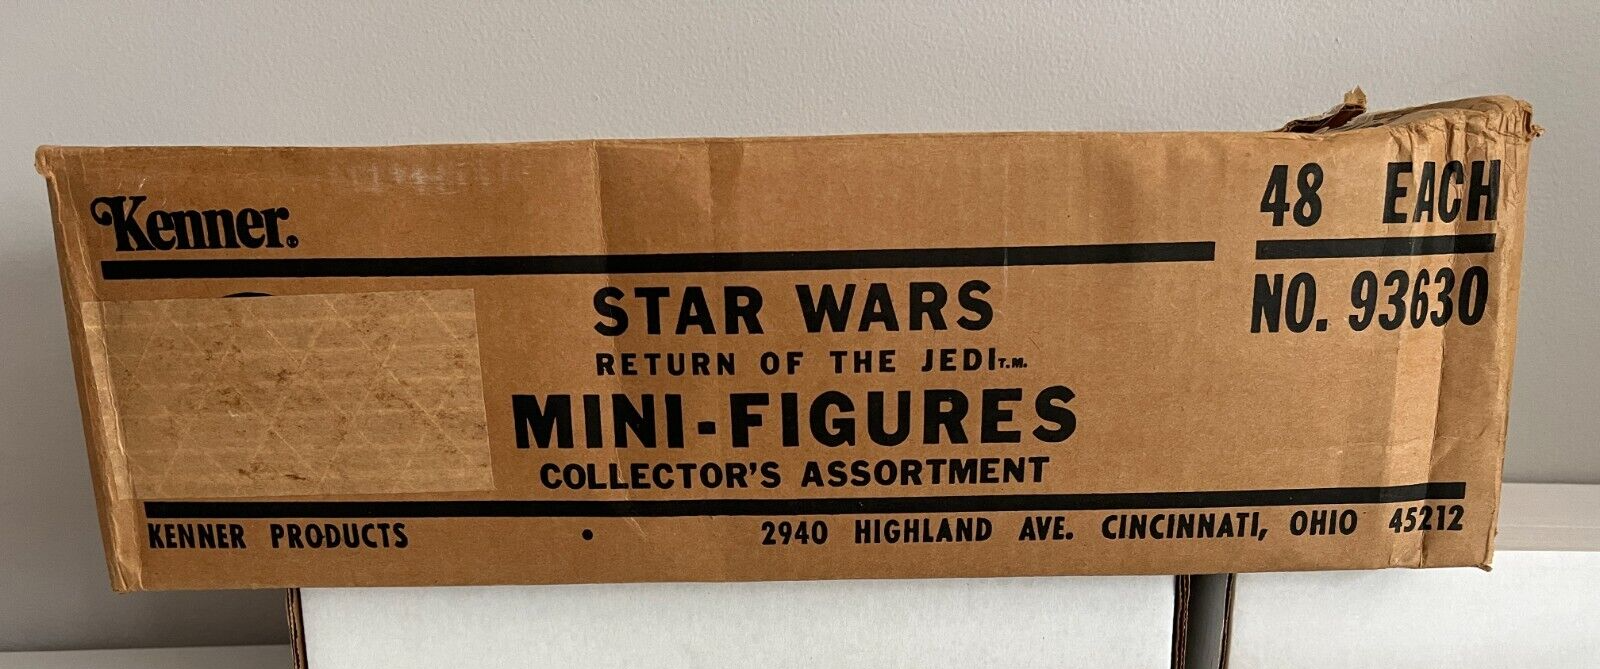 Kenner®
48 EACH
NO. 93630
STAR WARS
RETURN OF THE JEDI T.M.
MINI-FIGURES
COLLECTOR'S ASSORTMENT
KENNER PRODUCTS • 2940 HIGHLAND AVE. CINCINNATI, OHIO 45212